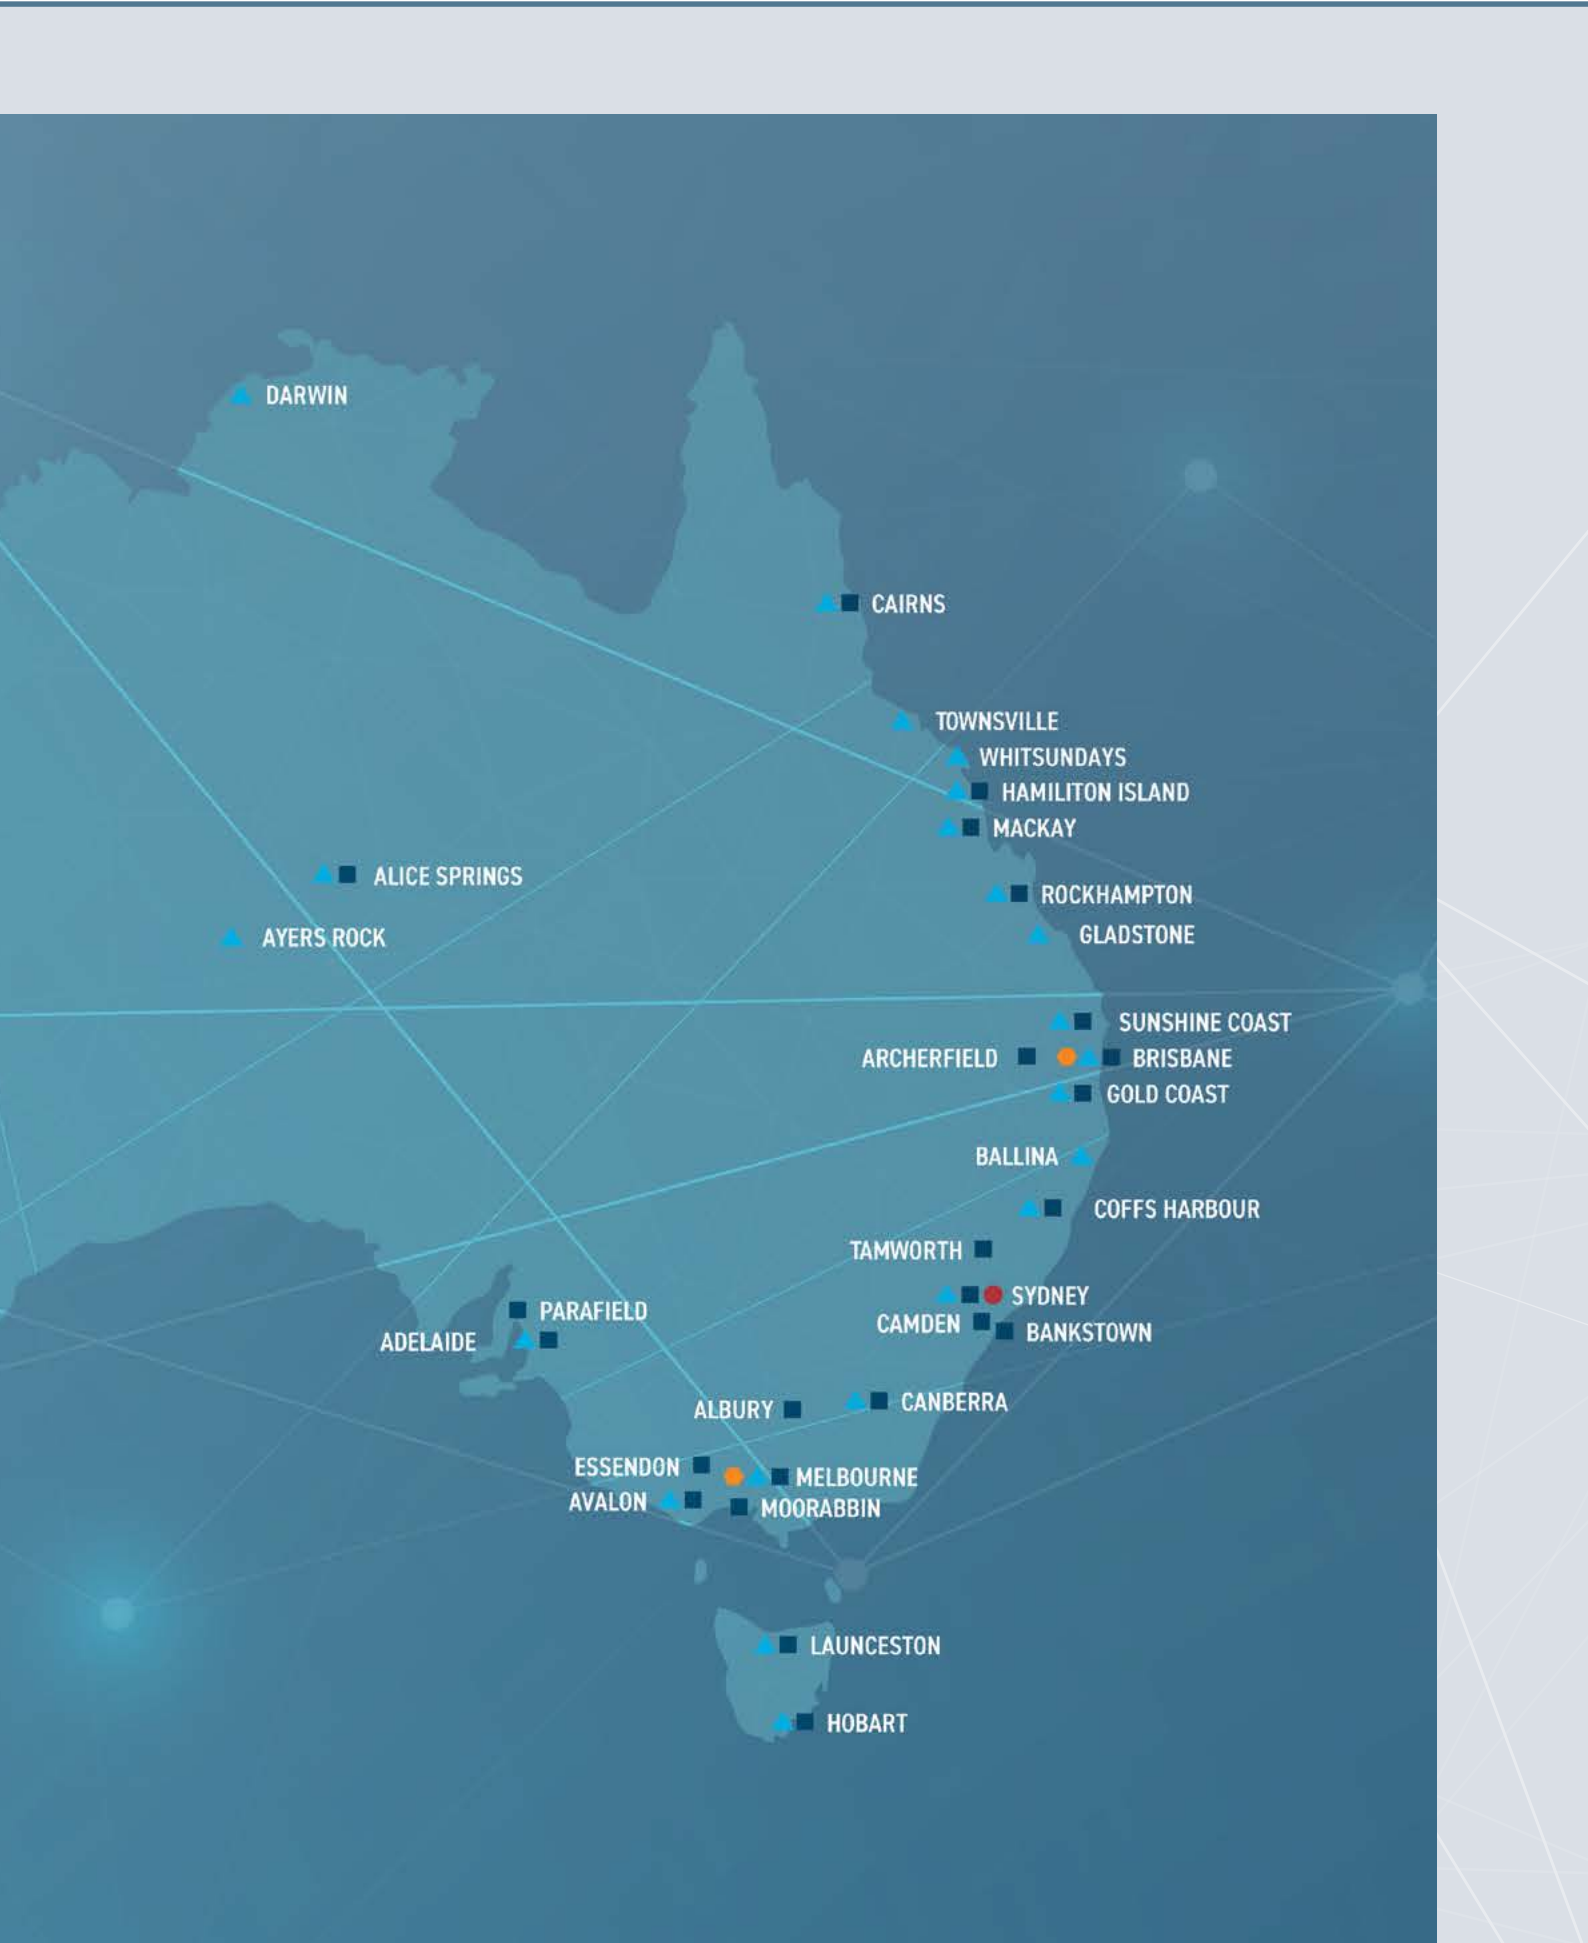 DARWIN
CAIRNS
TOWNSVILLE
WHITSUNDAYS
HAMILITON ISLAND
MACKAY
ALICE SPRINGS
ROCKHAMPTON
AYERS ROCK
GLADSTONE
SUNSHINE COAST
ARCHERFIELD
BRISBANE
GOLD COAST
BALLINA
COFFS HARBOUR
TAMWORTH
SYDNEY
PARAFIELD
CAMDEN
BANKSTOWN
ADELAIDE
CANBERRA
ALBURY
ESSENDON
MELBOURNE
AVALON
MOORABBIN
LAUNCESTON
HOBART